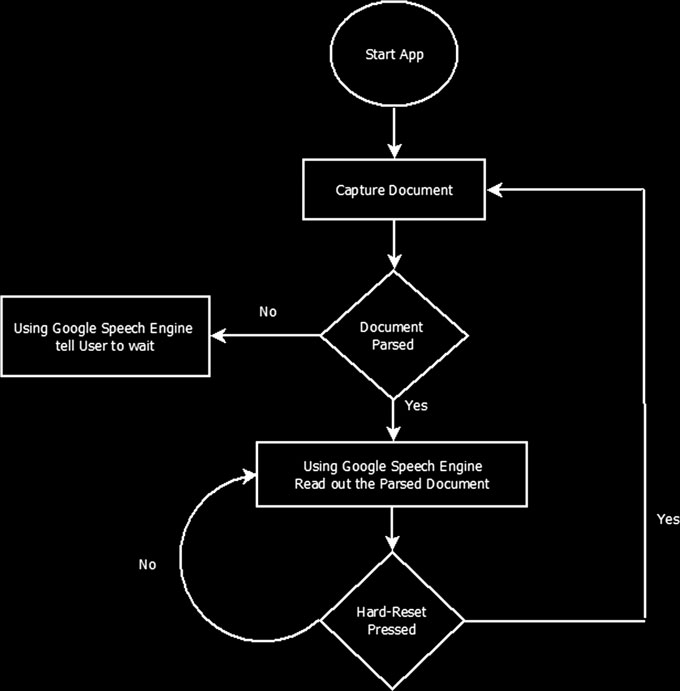 Start App
Capture Document
No
Using Google Speech Engine
tell User to wait
Document
Parsed
Yes
Using Google Speech Engine
Read out the Parsed Document
Yes
No
Hard-Reset
Pressed